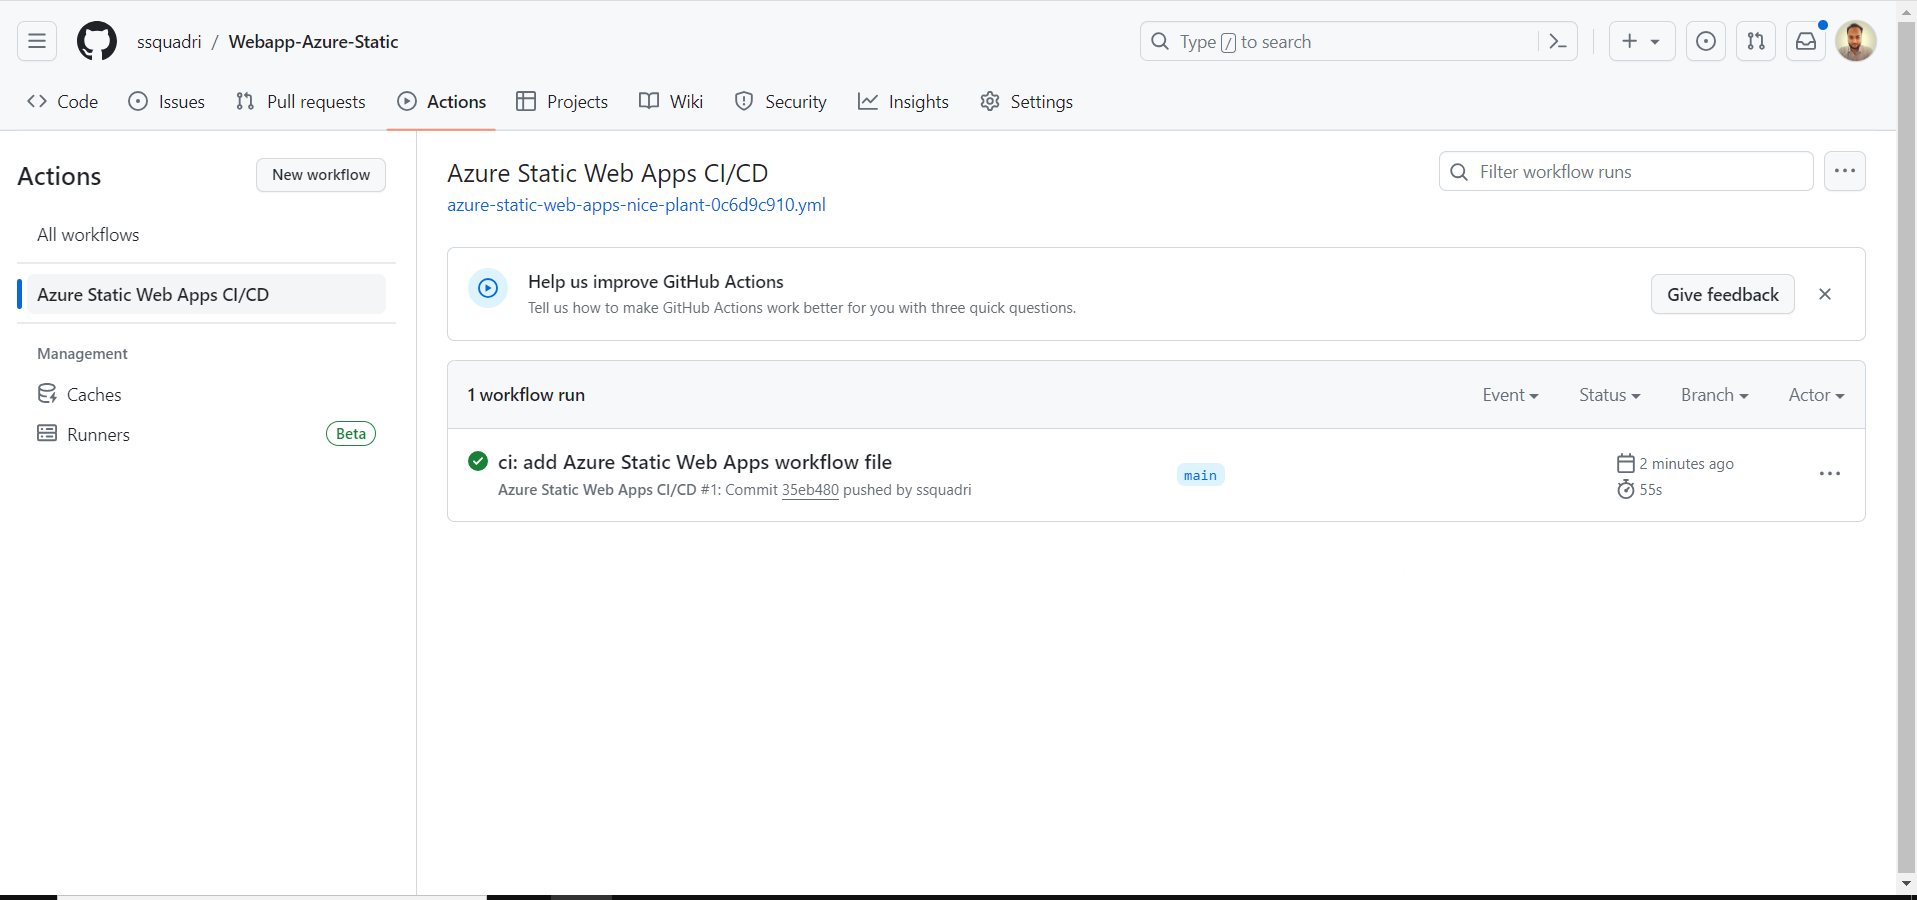 ssquadri / Webapp-Azure-Static
Type / to search
Code Issues Pull requests Actions Projects Wiki Security Insights Settings
Actions
New workflow
All workflows
Azure Static Web Apps CI/CD
Management
Caches
Runners
Beta
Azure Static Web Apps CI/CD
azure-static-web-apps-nice-plant-0c6d9c910.yml
Filter workflow runs
Help us improve GitHub Actions
Tell us how to make GitHub Actions work better for you with three quick questions.
Give feedback
1 workflow run
Event Status Branch Actor
ci: add Azure Static Web Apps workflow file
Azure Static Web Apps CI/CD #1: Commit 35eb480 pushed by ssquadri
main
2 minutes ago
55s